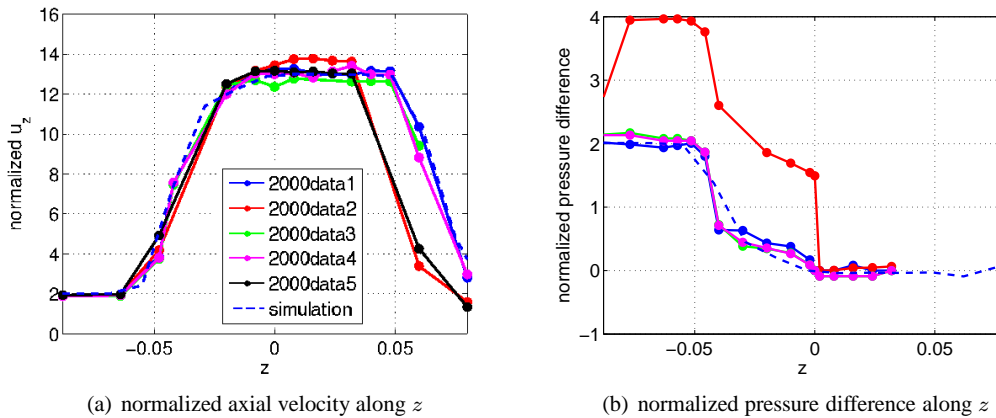 16
14
12
10
8
6
4
2
0
normalized u_z
−0.05
0
0.05
z
2000data1
2000data2
2000data3
2000data4
2000data5
simulation
(a) normalized axial velocity along z
4
3
2
1
0
−1
normalized pressure difference
−0.05
0
0.05
z
(b) normalized pressure difference along z